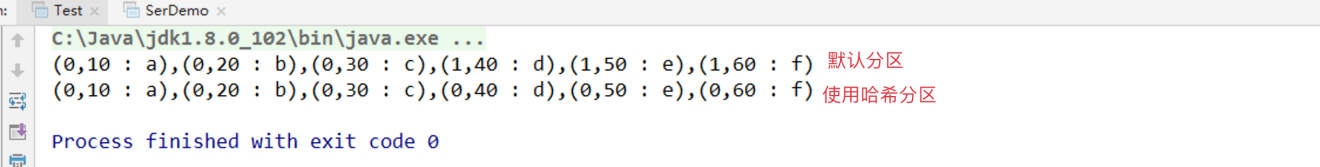 n: Test × SerDemo ×
C:\Java\jdk1.8.0_102\bin\java.exe ...
(0,10 : a),(0,20 : b),(0,30 : c),(1,40 : d),(1,50 : e),(1,60 : f) 默认分区
(0,10 : a),(0,20 : b),(0,30 : c),(0,40 : d),(0,50 : e),(0,60 : f) 使用哈希分区
Process finished with exit code 0